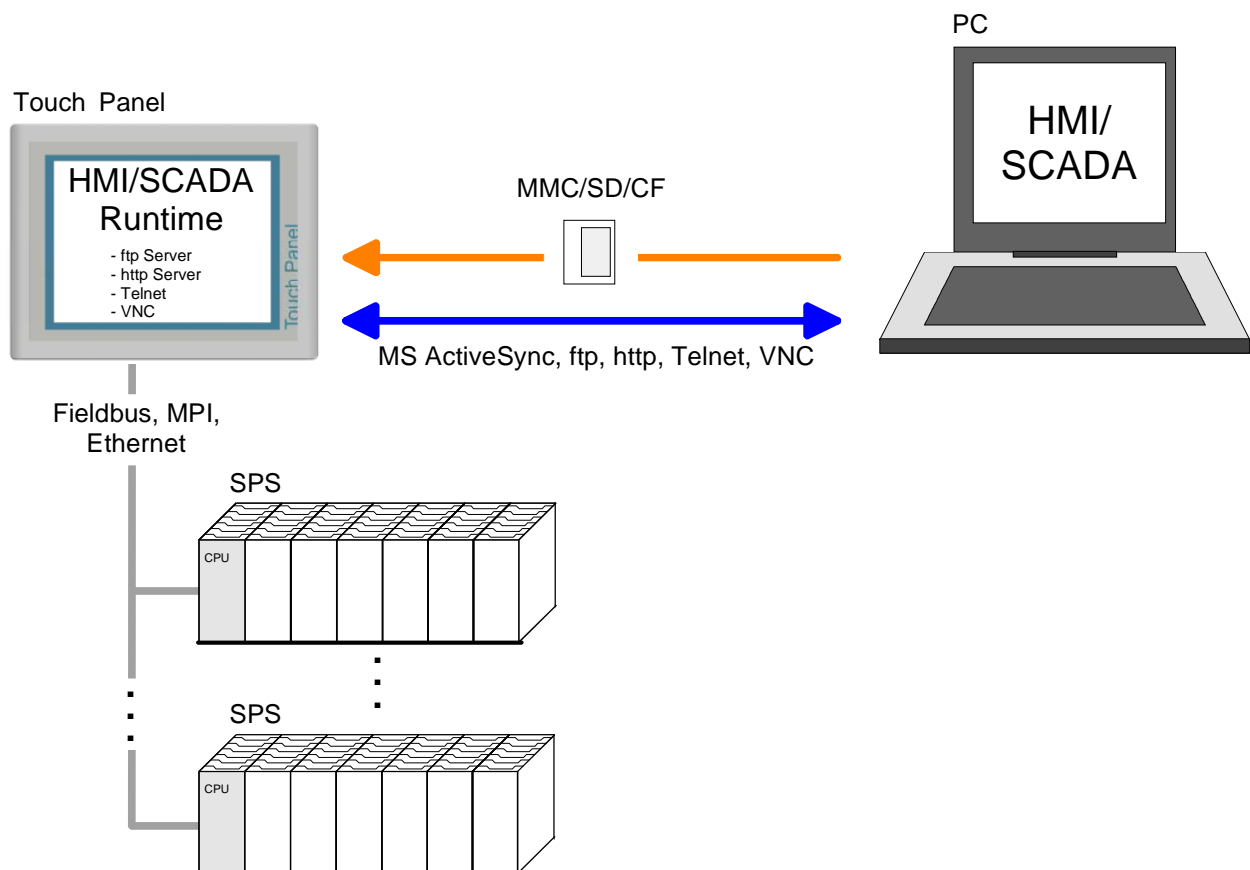 PC
Touch Panel
HMI/
SCADA
HMI/SCADA
Runtime
- ftp Server
- http Server
- Telnet
- VNC
Touch Panel
MMC/SD/CF
MS ActiveSync, ftp, http, Telnet, VNC
Fieldbus, MPI,
Ethernet
SPS
CPU
SPS
CPU